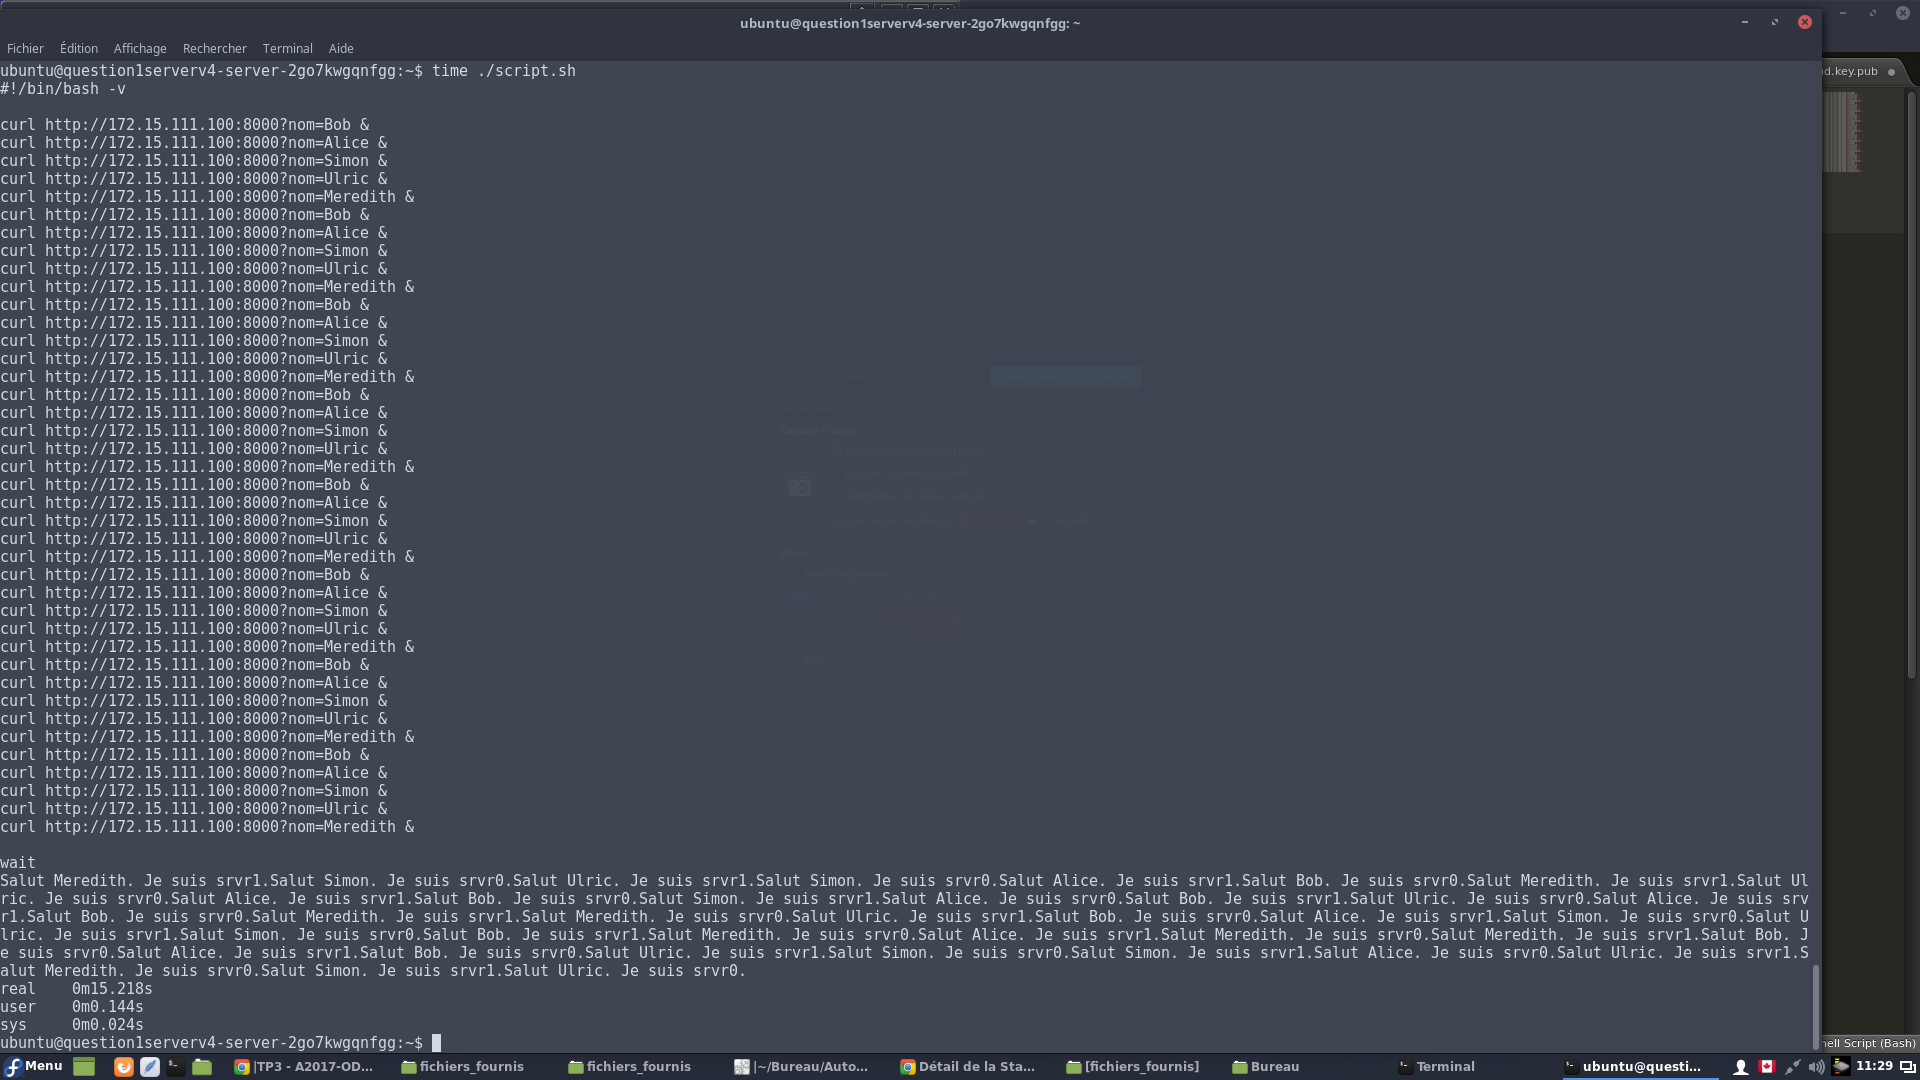 ubuntu@question1serverv4-server-2go7kwgqnfgg: ~
Fichier Édition Affichage Rechercher Terminal Aide
d.key.pub
ubuntu@question1serverv4-server-2go7kwgqnfgg:~$ time ./script.sh
#!/bin/bash -v
curl http://172.15.111.100:8000?nom=Bob &
curl http://172.15.111.100:8000?nom=Alice &
curl http://172.15.111.100:8000?nom=Simon &
curl http://172.15.111.100:8000?nom=Ulric &
curl http://172.15.111.100:8000?nom=Meredith &
curl http://172.15.111.100:8000?nom=Bob &
curl http://172.15.111.100:8000?nom=Alice &
curl http://172.15.111.100:8000?nom=Simon &
curl http://172.15.111.100:8000?nom=Ulric &
curl http://172.15.111.100:8000?nom=Meredith &
curl http://172.15.111.100:8000?nom=Bob &
curl http://172.15.111.100:8000?nom=Alice &
curl http://172.15.111.100:8000?nom=Simon &
curl http://172.15.111.100:8000?nom=Ulric &
curl http://172.15.111.100:8000?nom=Meredith &
curl http://172.15.111.100:8000?nom=Bob &
curl http://172.15.111.100:8000?nom=Alice &
curl http://172.15.111.100:8000?nom=Simon &
curl http://172.15.111.100:8000?nom=Ulric &
curl http://172.15.111.100:8000?nom=Meredith &
curl http://172.15.111.100:8000?nom=Bob &
curl http://172.15.111.100:8000?nom=Alice &
curl http://172.15.111.100:8000?nom=Simon &
curl http://172.15.111.100:8000?nom=Ulric &
curl http://172.15.111.100:8000?nom=Meredith &
curl http://172.15.111.100:8000?nom=Bob &
curl http://172.15.111.100:8000?nom=Alice &
curl http://172.15.111.100:8000?nom=Simon &
curl http://172.15.111.100:8000?nom=Ulric &
curl http://172.15.111.100:8000?nom=Meredith &
curl http://172.15.111.100:8000?nom=Bob &
curl http://172.15.111.100:8000?nom=Alice &
curl http://172.15.111.100:8000?nom=Simon &
curl http://172.15.111.100:8000?nom=Ulric &
curl http://172.15.111.100:8000?nom=Meredith &
curl http://172.15.111.100:8000?nom=Bob &
curl http://172.15.111.100:8000?nom=Alice &
curl http://172.15.111.100:8000?nom=Simon &
curl http://172.15.111.100:8000?nom=Ulric &
curl http://172.15.111.100:8000?nom=Meredith &
wait
Salut Meredith. Je suis srvr1.Salut Simon. Je suis srvr0.Salut Ulric. Je suis srvr1.Salut Simon. Je suis srvr0.Salut Alice. Je suis srvr1.Salut Bob. Je suis srvr0.Salut Meredith. Je suis srvr1.Salut Ul
ric. Je suis srvr0.Salut Alice. Je suis srvr1.Salut Bob. Je suis srvr0.Salut Simon. Je suis srvr1.Salut Alice. Je suis srvr0.Salut Bob. Je suis srvr1.Salut Ulric. Je suis srvr0.Salut Alice. Je suis srv
r1.Salut Bob. Je suis srvr0.Salut Meredith. Je suis srvr1.Salut Meredith. Je suis srvr0.Salut Ulric. Je suis srvr1.Salut Bob. Je suis srvr0.Salut Alice. Je suis srvr1.Salut Simon. Je suis srvr0.Salut U
lric. Je suis srvr1.Salut Simon. Je suis srvr0.Salut Bob. Je suis srvr1.Salut Meredith. Je suis srvr0.Salut Alice. Je suis srvr1.Salut Meredith. Je suis srvr0.Salut Meredith. Je suis srvr1.Salut Bob. J
e suis srvr0.Salut Alice. Je suis srvr1.Salut Bob. Je suis srvr0.Salut Ulric. Je suis srvr1.Salut Simon. Je suis srvr0.Salut Simon. Je suis srvr1.Salut Alice. Je suis srvr0.Salut Ulric. Je suis srvr1.S
alut Meredith. Je suis srvr0.Salut Simon. Je suis srvr1.Salut Ulric. Je suis srvr0.
real 0m15.218s
user 0m0.144s
sys 0m0.024s
ubuntu@question1serverv4-server-2go7kwgqnfgg:~$
hell Script (Bash)
Menu |TP3 - A2017-OD... fichiers_fournis fichiers_fournis |~/Bureau/Auto... Détail de la Sta... [fichiers_fournis] Bureau Terminal ubuntu@questi... 11:29